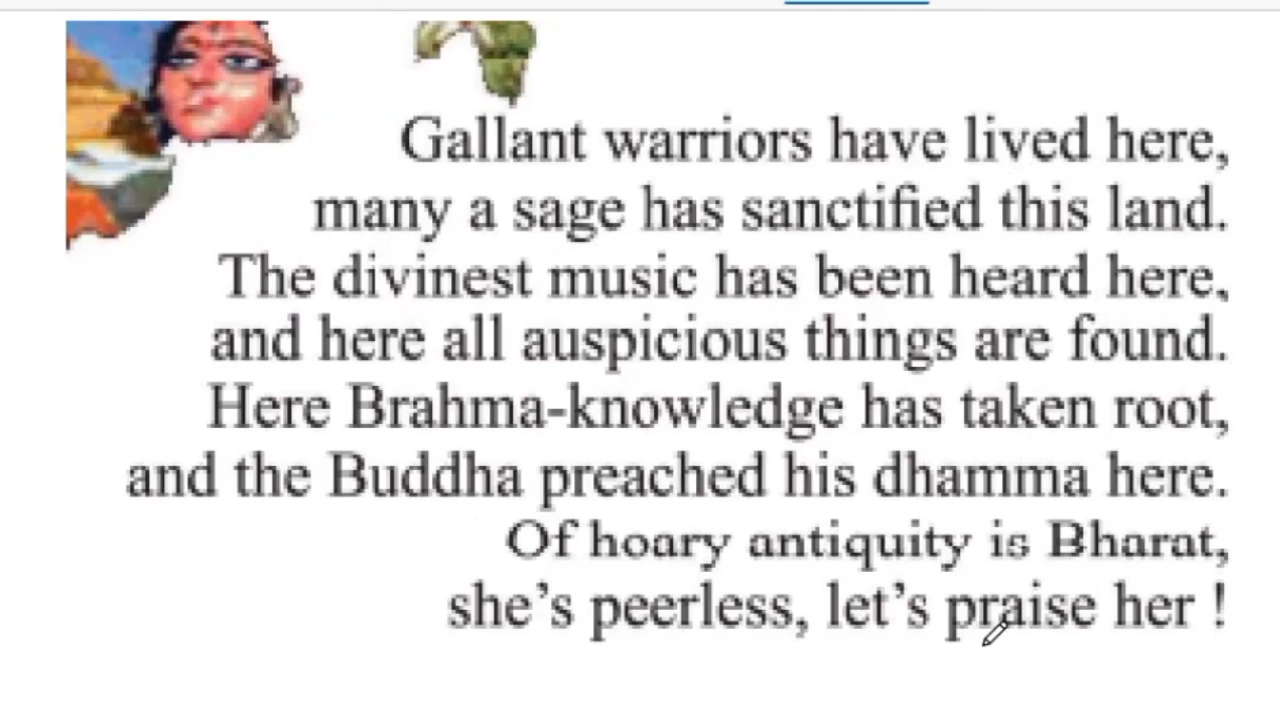 Gallant warriors have lived here,
many a sage has sanctified this land.
The divinest music has been heard here,
and here all auspicious things are found.
Here Brahma-knowledge has taken root,
and the Buddha preached his dhamma here.
Of hoary antiquity is Bharat,
she’s peerless, let’s praise her !